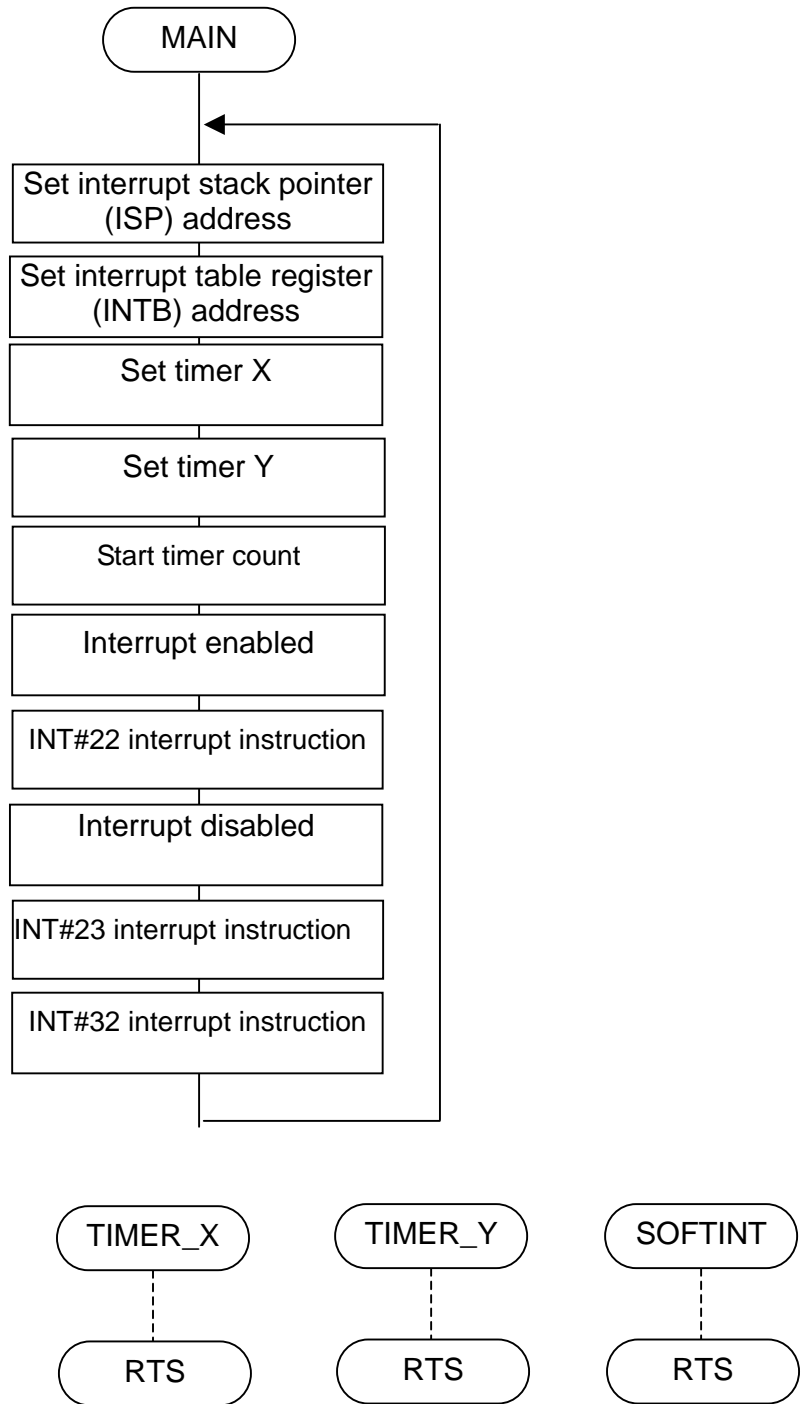 MAIN
Set interrupt stack pointer
(ISP) address
Set interrupt table register
(INTB) address
Set timer X
Set timer Y
Start timer count
Interrupt enabled
INT#22 interrupt instruction
Interrupt disabled
INT#23 interrupt instruction
INT#32 interrupt instruction
TIMER_X TIMER_Y SOFTINT
RTS RTS RTS